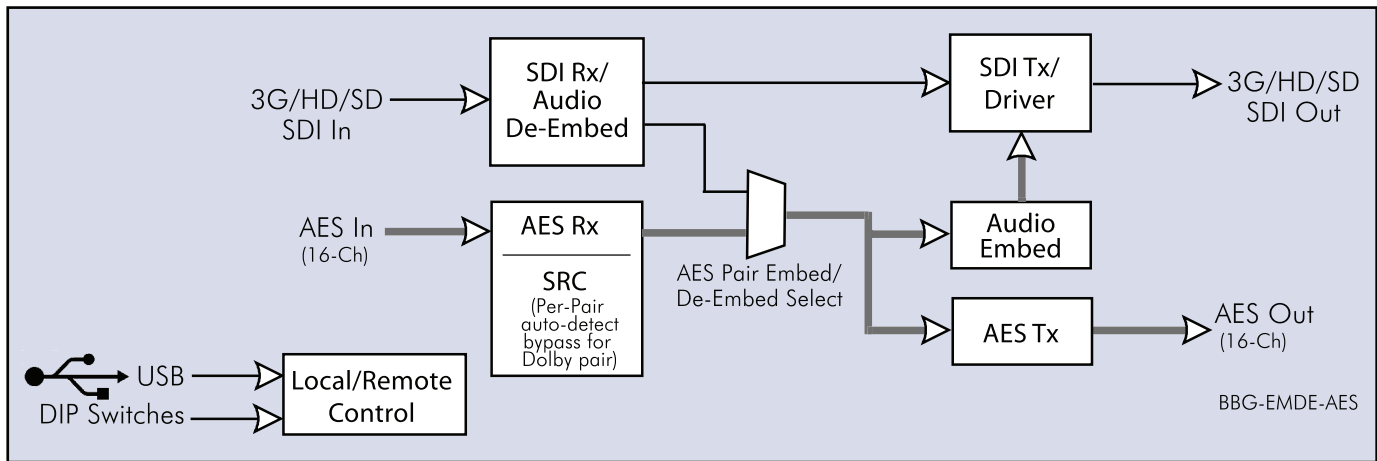 3G/HD/SD
SDI In
SDI Rx/
Audio
De-Embed
SDI Tx/
Driver
3G/HD/SD
SDI Out
AES In
(16-Ch)
AES Rx
SRC
(Per-Pair
auto-detect
bypass for
Dolby pair)
AES Pair Embed/
De-Embed Select
Audio
Embed
AES Tx
AES Out
(16-Ch)
USB
DIP Switches
Local/Remote
Control
BBG-EMDE-AES